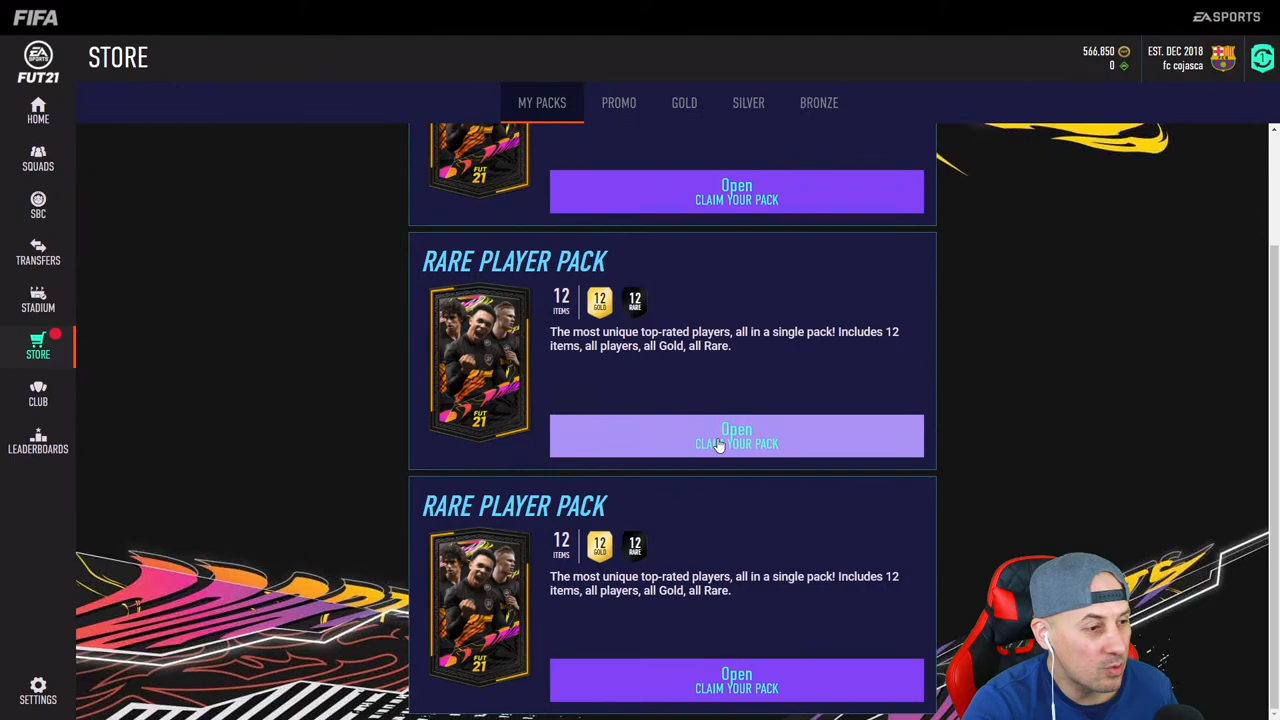 FIFA
EA SPORTS
EA SPORTS
FUT21
STORE
566.850
0
EST. DEC 2018
fc cojasca
1
HOME
SQUADS
SBC
TRANSFERS
STADIUM
STORE
CLUB
LEADERBOARDS
SETTINGS
MY PACKS
PROMO
GOLD
SILVER
BRONZE
FUT
21
Open
CLAIM YOUR PACK
RARE PLAYER PACK
12
ITEMS
12
GOLD
12
RARE
The most unique top-rated players, all in a single pack! Includes 12
items, all players, all Gold, all Rare.
FUT
21
Open
CLAIM YOUR PACK
RARE PLAYER PACK
12
ITEMS
12
GOLD
12
RARE
The most unique top-rated players, all in a single pack! Includes 12
items, all players, all Gold, all Rare.
FUT
21
Open
CLAIM YOUR PACK